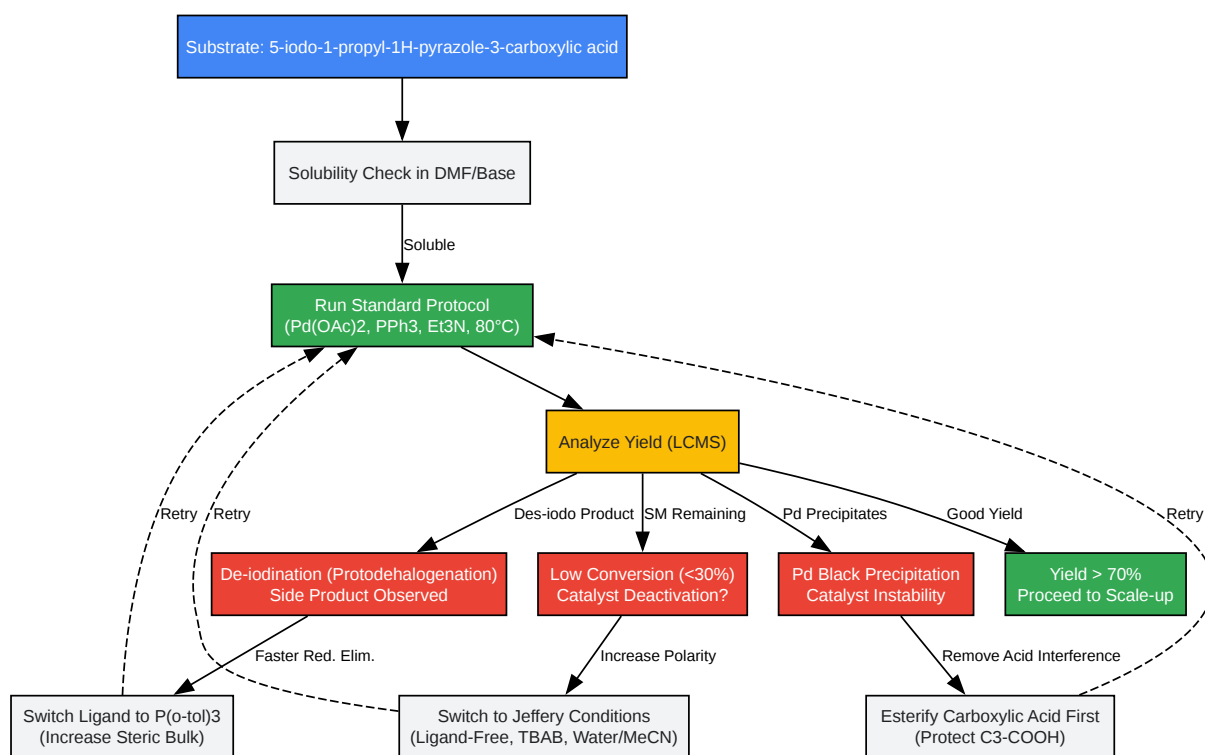 Substrate: 5-iodo-1-propyl-1H-pyrazole-3-carboxylic acid
Solubility Check in DMF/Base
Soluble
Run Standard Protocol
(Pd(OAc)2, PPh3, Et3N, 80°C)
Analyze Yield (LCMS)
Retry
Retry
Des-iodo Product
SM Remaining
Pd Precipitates
Good Yield
Retry
De-iodination (Protodehalogenation)
Side Product Observed
Low Conversion (<30%)
Catalyst Deactivation?
Pd Black Precipitation
Catalyst Instability
Yield > 70%
Proceed to Scale-up
Faster Red. Elim.
Increase Polarity
Remove Acid Interference
Switch Ligand to P(o-tol)3
(Increase Steric Bulk)
Switch to Jeffery Conditions
(Ligand-Free, TBAB, Water/MeCN)
Esterify Carboxylic Acid First
(Protect C3-COOH)